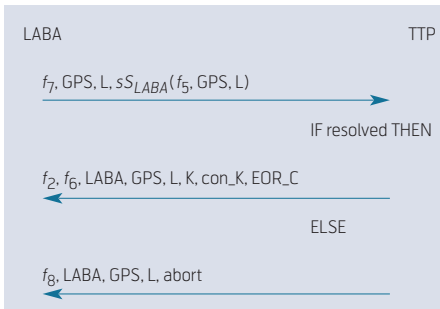 LABA TTP
f7, GPS, L, sS_LABA(f5, GPS, L)
IF resolved THEN
f2, f6, LABA, GPS, L, K, con_K, EOR_C
ELSE
f8, LABA, GPS, L, abort